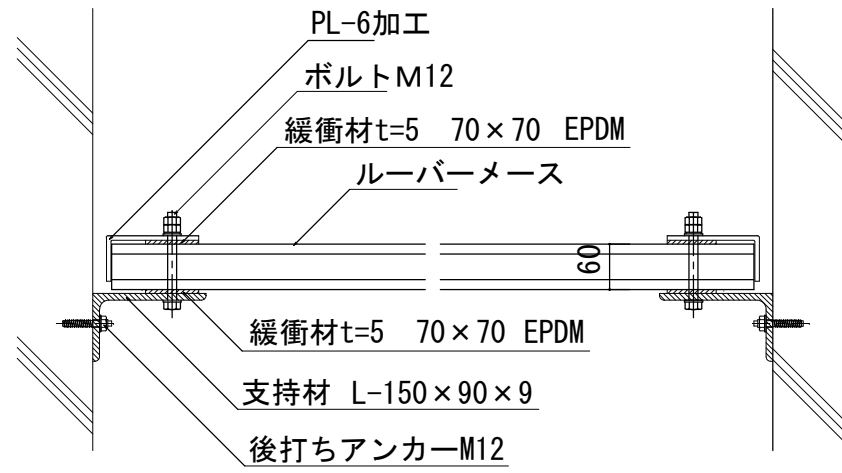 PL-6加工
ボルトM12
緩衝材t=5 70×70 EPDM
ルーバーメース
60
緩衝材t=5 70×70 EPDM
支持材 L-150×90×9
後打ちアンカーM12